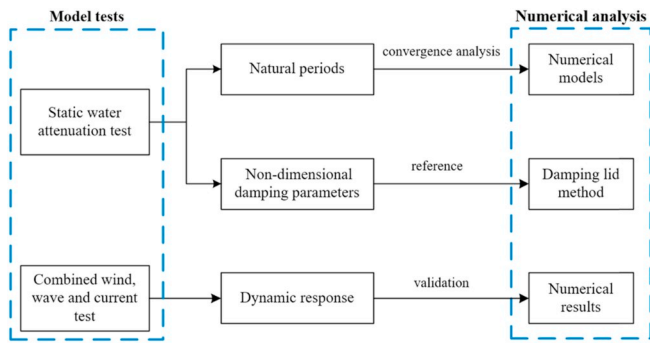 Model tests
Numerical analysis
Natural periods
convergence analysis
Numerical
models
Static water
attenuation test
Non-dimensional
damping parameters
reference
Damping lid
method
Combined wind,
wave and current
test
Dynamic response
validation
Numerical
results